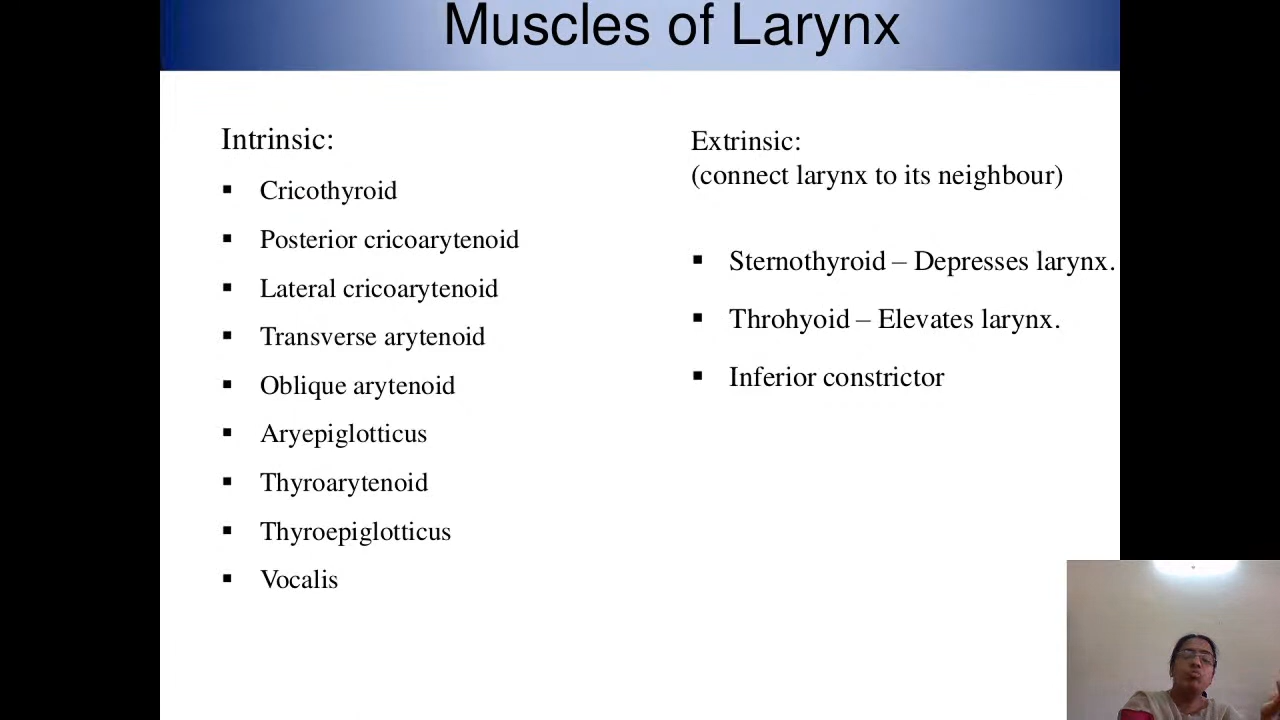 Muscles of Larynx
Intrinsic:
▪ Cricothyroid
▪ Posterior cricoarytenoid
▪ Lateral cricoarytenoid
▪ Transverse arytenoid
▪ Oblique arytenoid
▪ Aryepiglotticus
▪ Thyroarytenoid
▪ Thyroepiglotticus
▪ Vocalis
Extrinsic:
(connect larynx to its neighbour)
▪ Sternothyroid – Depresses larynx.
▪ Throhyoid – Elevates larynx.
▪ Inferior constrictor